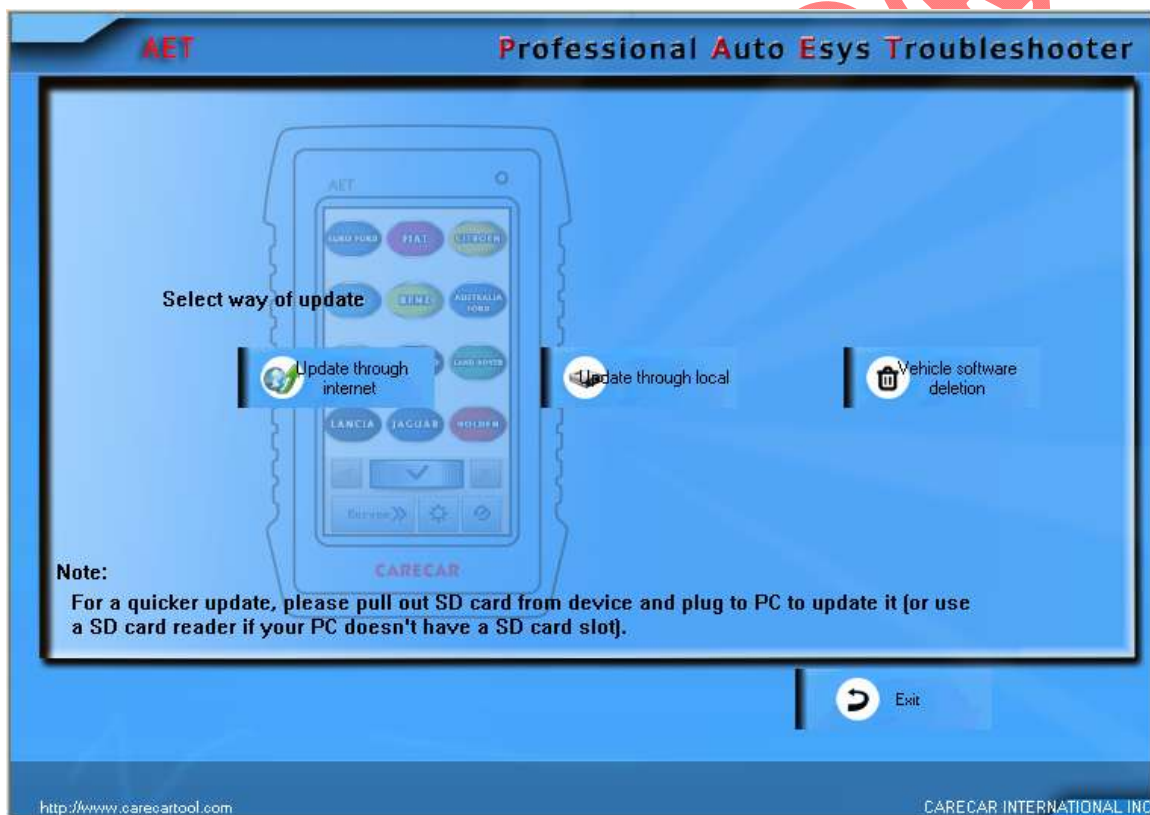 AET Professional Auto Esys Troubleshooter
AET
EURO FORD FIAT CITROEN
Select way of update
BENZ AUSTRALIA FORD
Update through internet
Update through local
Vehicle software deletion
LAND ROVER
LANCIA JAGUAR HOLDEN
CARECAR
Note:
For a quicker update, please pull out SD card from device and plug to PC to update it (or use
a SD card reader if your PC doesn't have a SD card slot).
Exit
http://www.carecartool.com CARECAR INTERNATIONAL INC